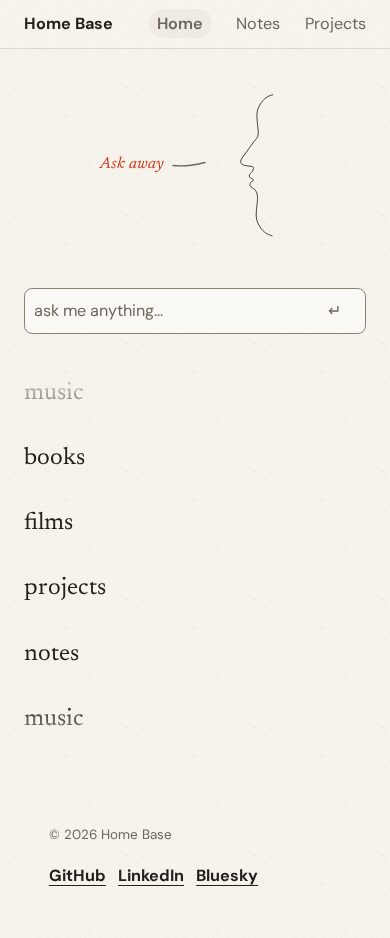 Home Base Home Notes Projects
Ask away
ask me anything... ↵
music
books
films
projects
notes
music
© 2026 Home Base
GitHub LinkedIn Bluesky